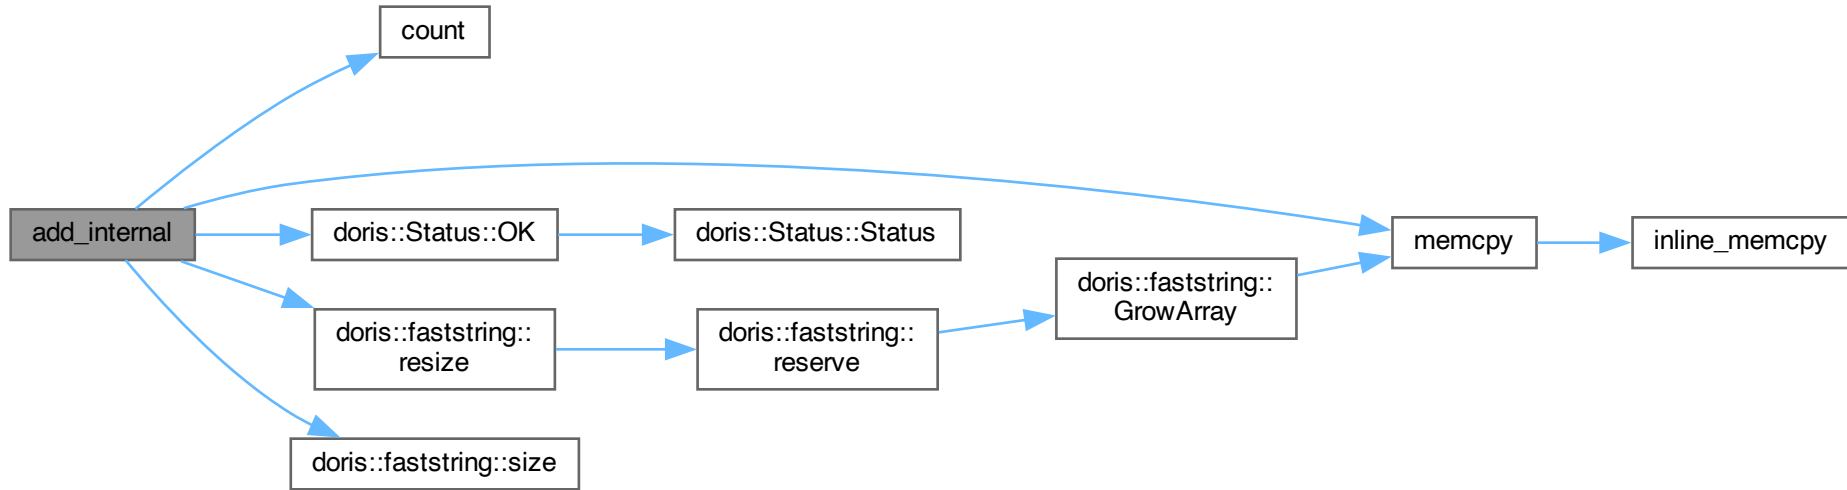 count
add_internal
doris::Status::OK
doris::Status::Status
memcpy
inline_memcpy
doris::faststring::
GrowArray
doris::faststring::
resize
doris::faststring::
reserve
doris::faststring::size